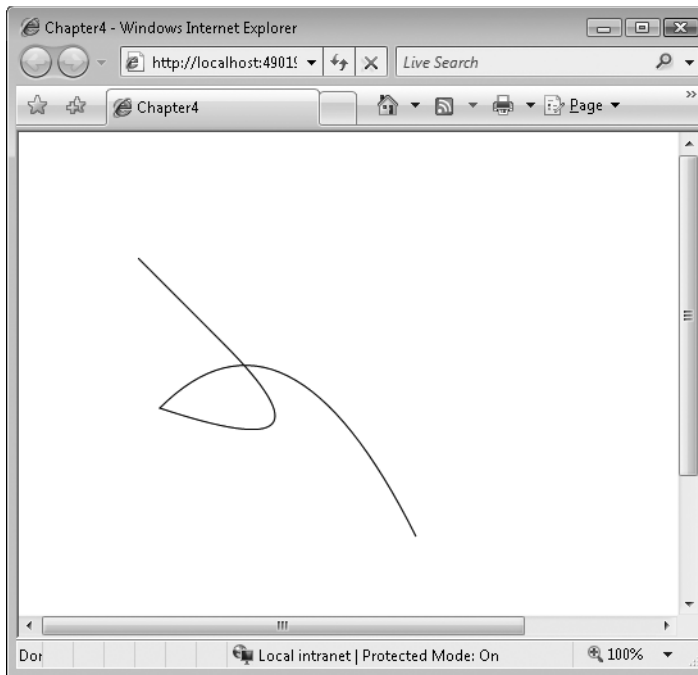 Chapter4 - Windows Internet Explorer
http://localhost:4901 Live Search
Chapter4 Page
Local intranet | Protected Mode: On 100%